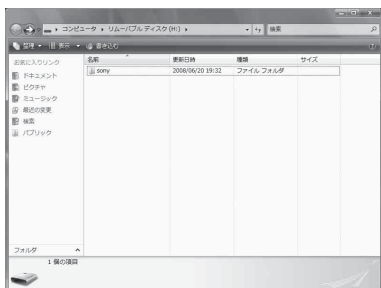 コンピュータ ▸ リムーバブル ディスク (H:) ▸ 検索
整理 ▼ 表示 ▼ 書き込む
お気に入りリンク
ドキュメント
ピクチャ
ミュージック
最近の変更
検索
パブリック
フォルダ
名前 更新日時 種類 サイズ
sony 2008/06/20 19:32 ファイル フォルダ
1 個の項目